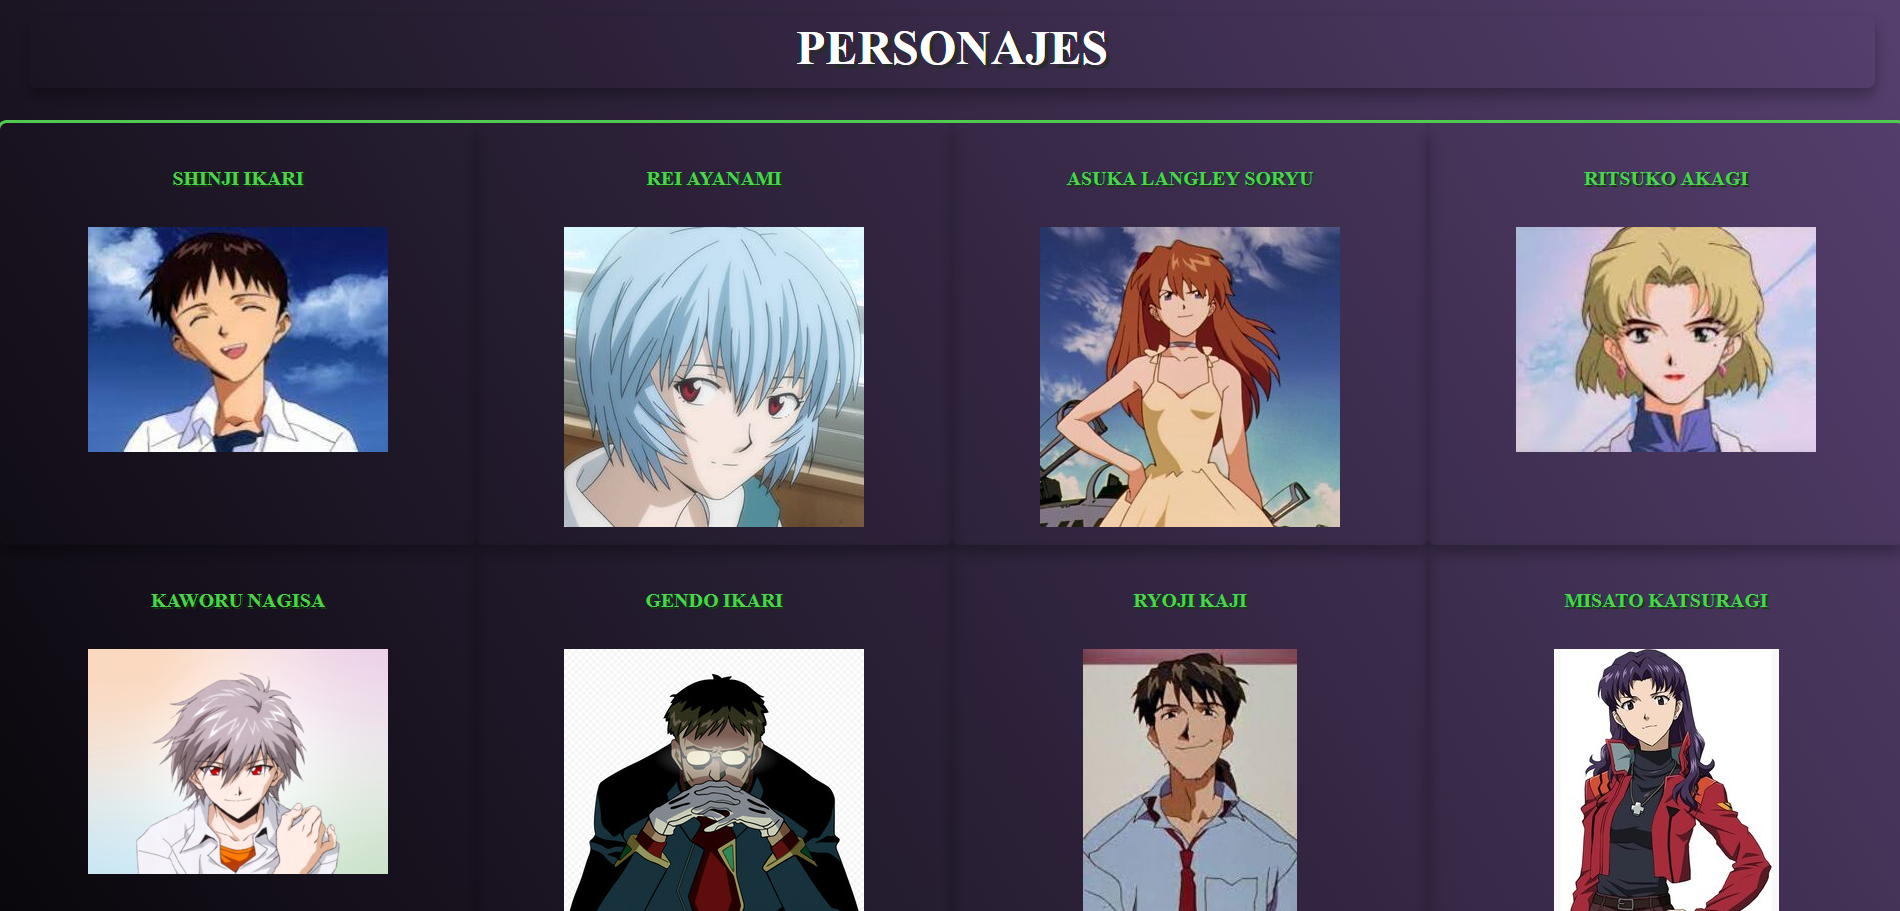 PERSONAJES
SHINJI IKARI
REI AYANAMI
ASUKA LANGLEY SORYU
RITSUKO AKAGI
KAWORU NAGISA
GENDO IKARI
RYOJI KAJI
MISATO KATSURAGI